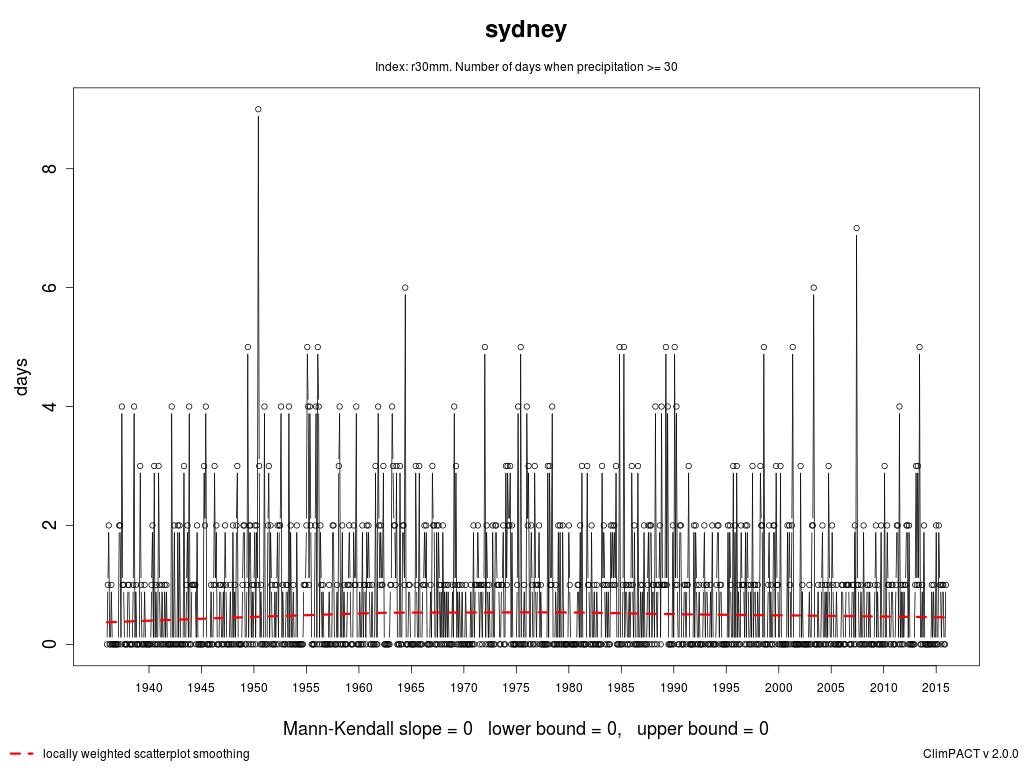 sydney
Index: r30mm. Number of days when precipitation >= 30
days
8
6
4
2
0
1940 1945 1950 1955 1960 1965 1970 1975 1980 1985 1990 1995 2000 2005 2010 2015
Mann-Kendall slope = 0 lower bound = 0, upper bound = 0
locally weighted scatterplot smoothing
ClimPACT v 2.0.0